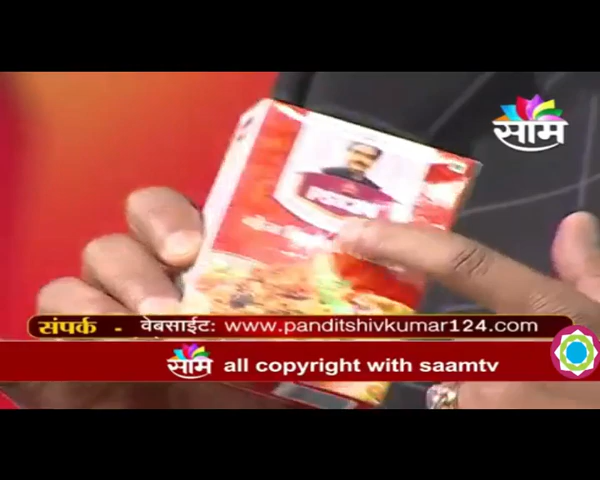 साम
संपर्क - वेबसाईट: www.panditshivkumar124.com
साम all copyright with saamtv